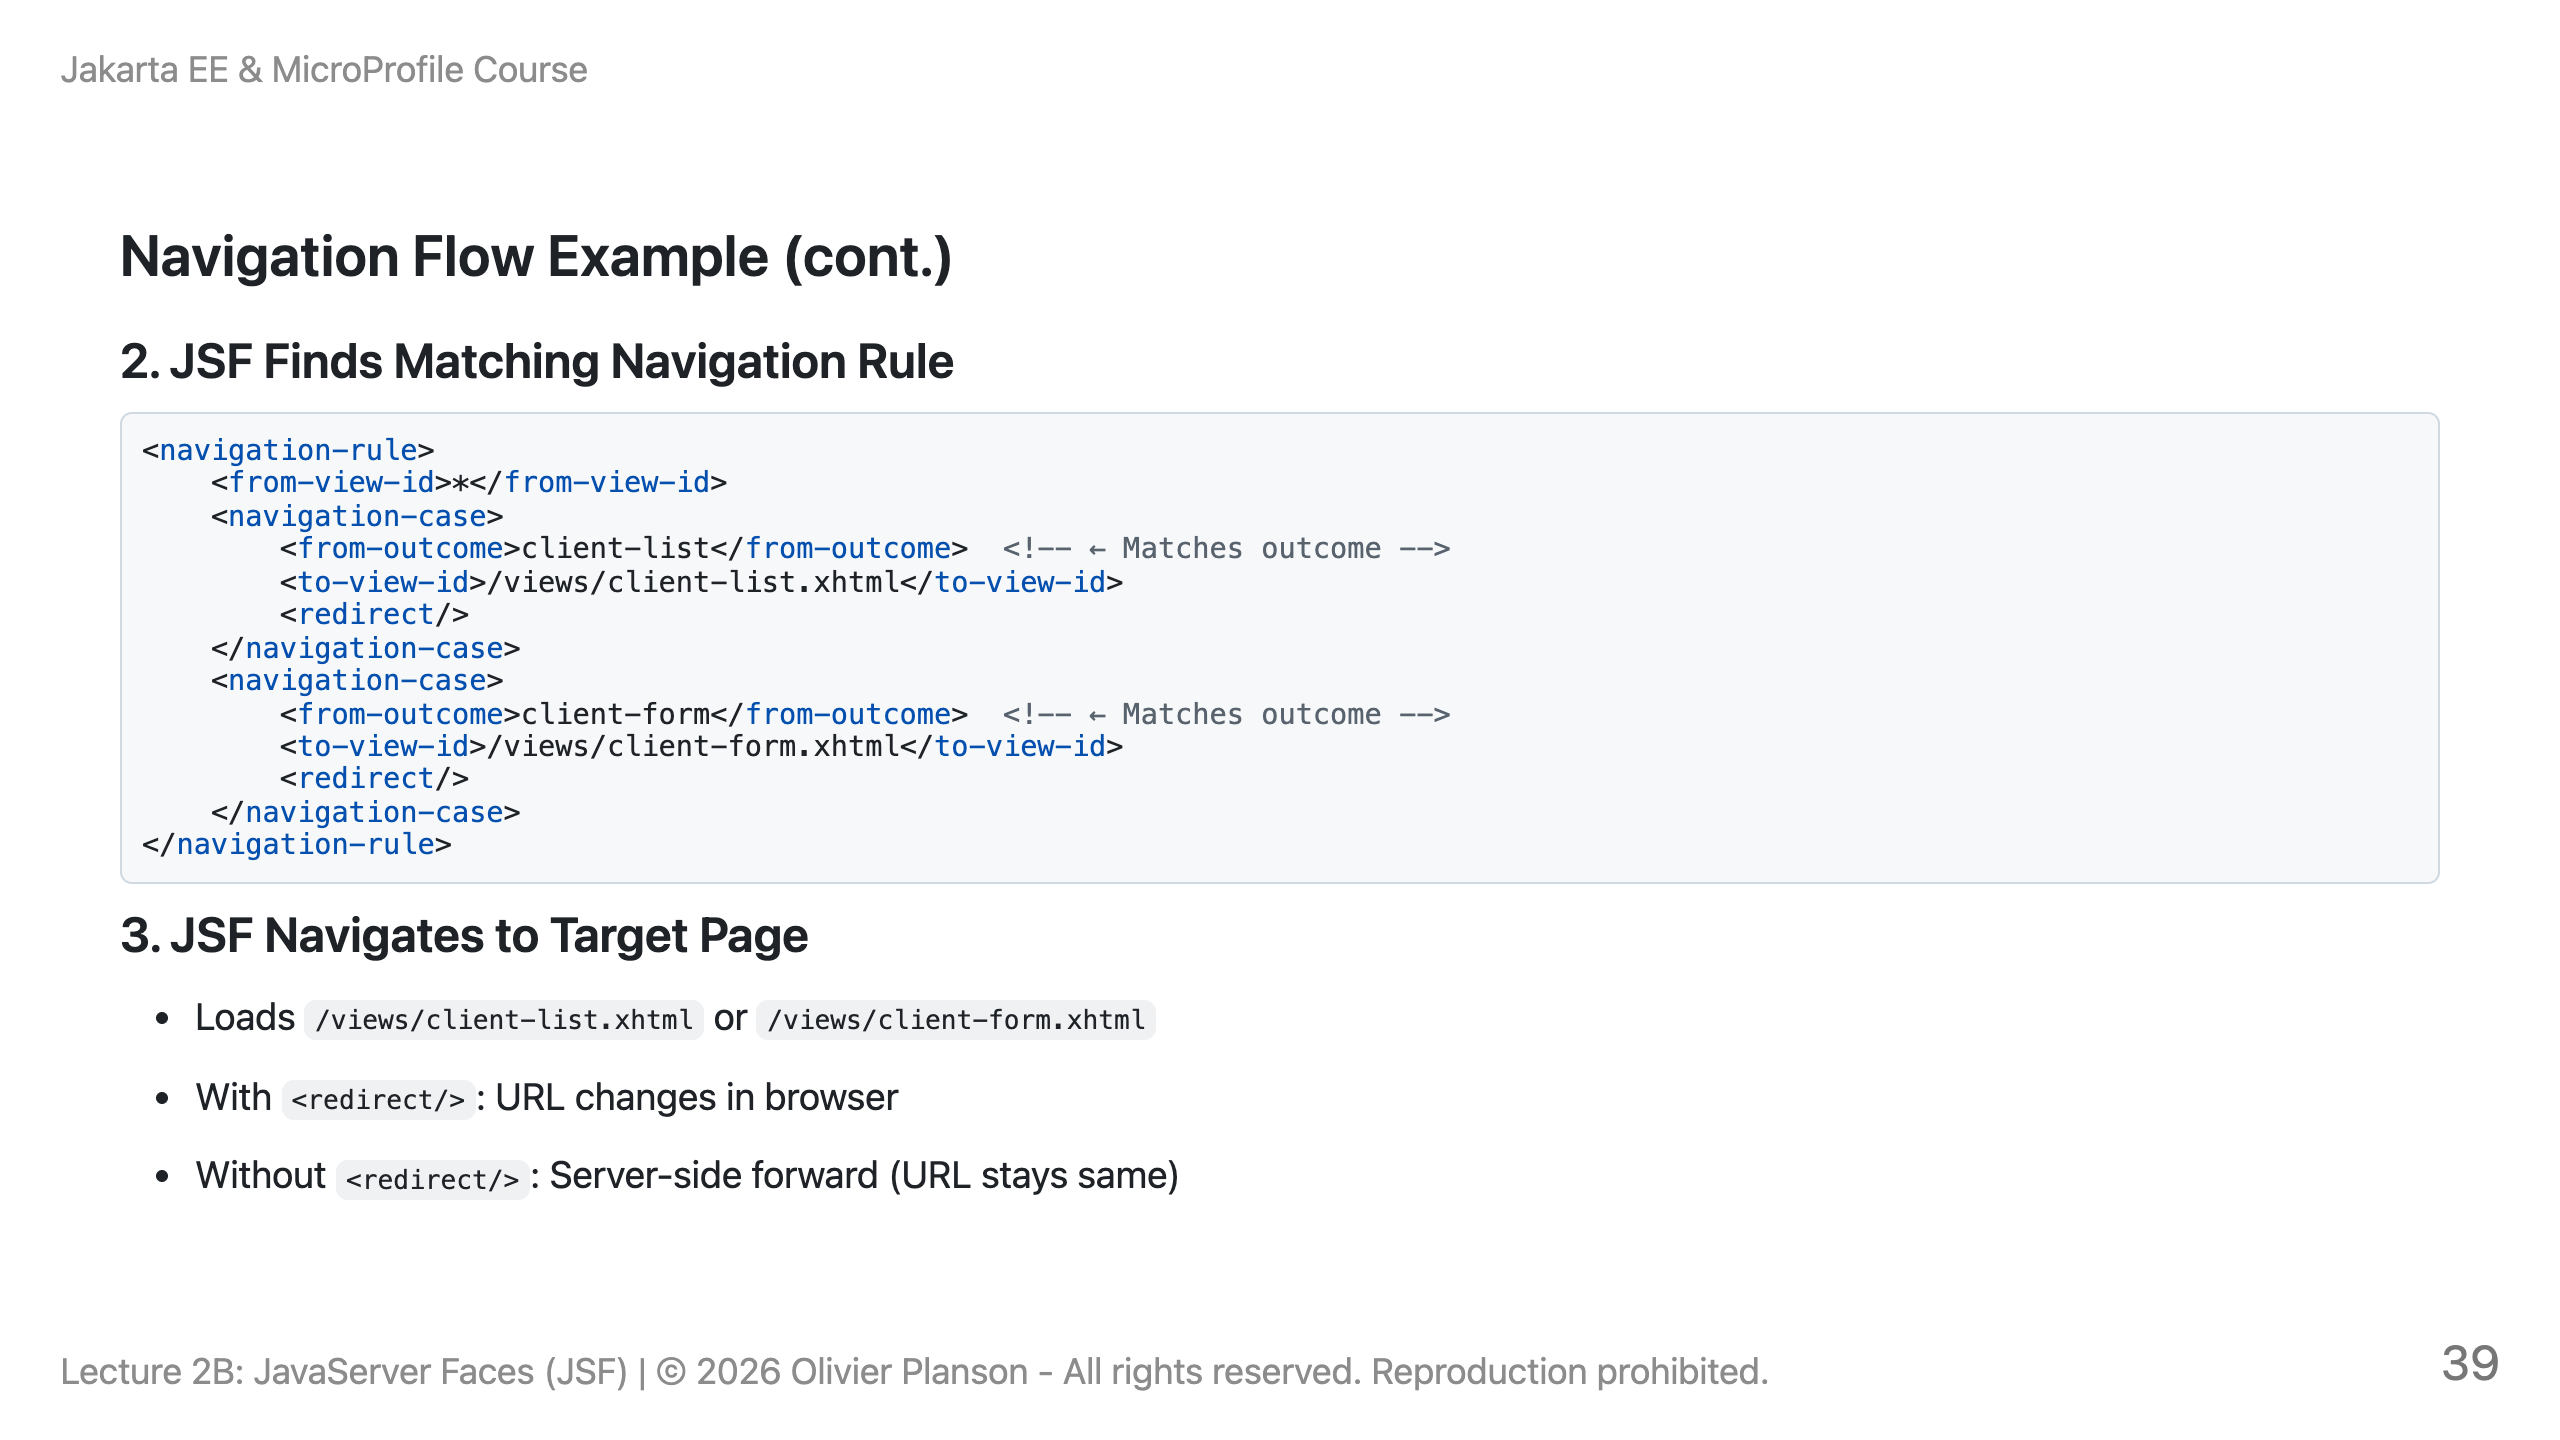 Jakarta EE & MicroProfile Course
Navigation Flow Example (cont.)
2. JSF Finds Matching Navigation Rule
<navigation-rule>
    <from-view-id>*</from-view-id>
    <navigation-case>
        <from-outcome>client-list</from-outcome>  <!-- ← Matches outcome -->
        <to-view-id>/views/client-list.xhtml</to-view-id>
        <redirect/>
    </navigation-case>
    <navigation-case>
        <from-outcome>client-form</from-outcome>  <!-- ← Matches outcome -->
        <to-view-id>/views/client-form.xhtml</to-view-id>
        <redirect/>
    </navigation-case>
</navigation-rule>
3. JSF Navigates to Target Page
• Loads /views/client-list.xhtml or /views/client-form.xhtml
• With <redirect/>: URL changes in browser
• Without <redirect/>: Server-side forward (URL stays same)
Lecture 2B: JavaServer Faces (JSF) | © 2026 Olivier Planson - All rights reserved. Reproduction prohibited.
39